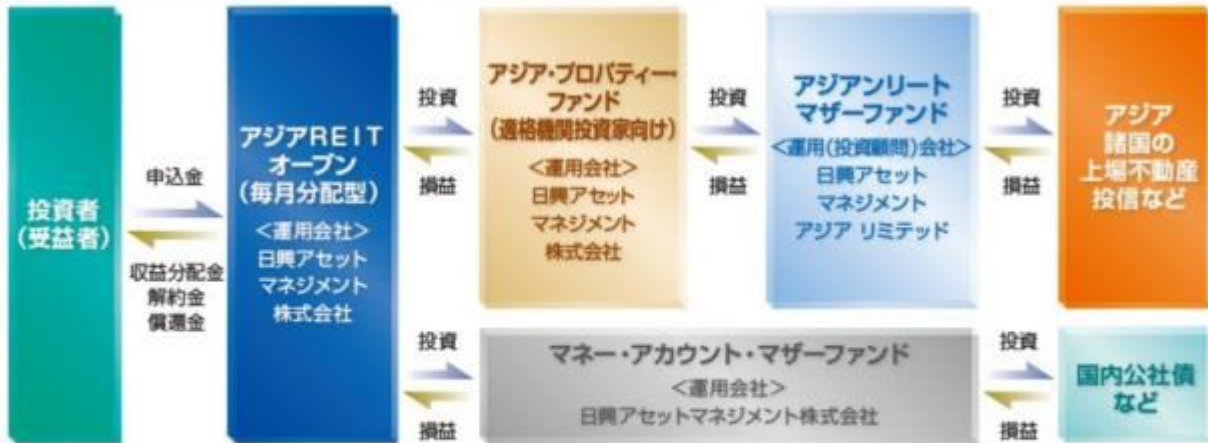 投資者
(受益者)
申込金
収益分配金
解約金
償還金
アジアREIT
オープン
(毎月分配型)
<運用会社>
日興アセット
マネジメント
株式会社
投資
損益
アジア・プロパティー・
ファンド
(適格機関投資家向け)
<運用会社>
日興アセット
マネジメント
株式会社
投資
損益
アジアンリート
マザーファンド
<運用(投資顧問)会社>
日興アセット
マネジメント
アジア リミテッド
投資
損益
アジア
諸国の
上場不動産
投信など
投資
損益
マネー・アカウント・マザーファンド
<運用会社>
日興アセットマネジメント株式会社
投資
損益
国内公社債
など